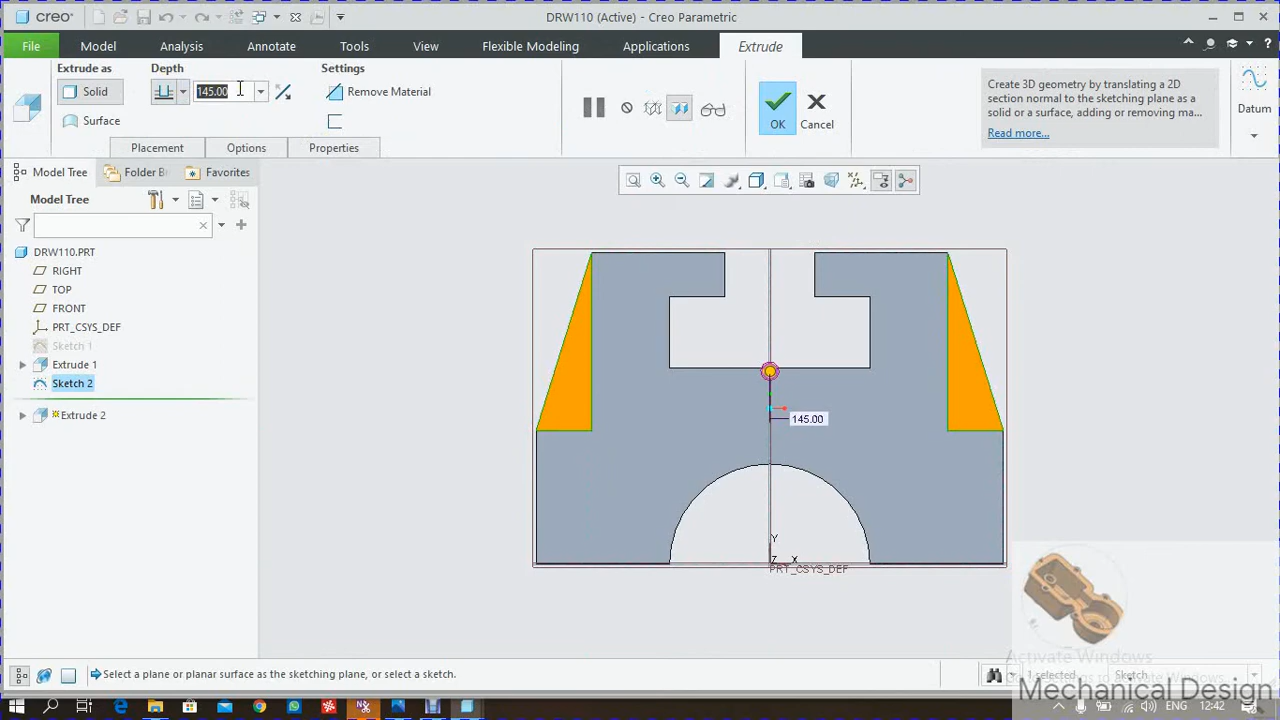 creo
DRW110 (Active) - Creo Parametric
File
Model
Analysis
Annotate
Tools
View
Flexible Modeling
Applications
Extrude
Extrude as
Depth
Settings
Solid
145.00
Remove Material
Surface
OK
Cancel
Create 3D geometry by translating a 2D
section normal to the sketching plane as a
solid or a surface, adding or removing ma...
Read more...
Datum
Placement
Options
Properties
Model Tree
Folder B
Favorites
Model Tree
DRW110.PRT
RIGHT
TOP
FRONT
PRT_CSYS_DEF
Sketch 1
Extrude 1
Sketch 2
Extrude 2
145.00
Y
Z X
PRT_CSYS_DEF
Select a plane or planar surface as the sketching plane, or select a sketch.
Activate Windows
1 selected
Sketch
Mechanical Design
ENG
12:42